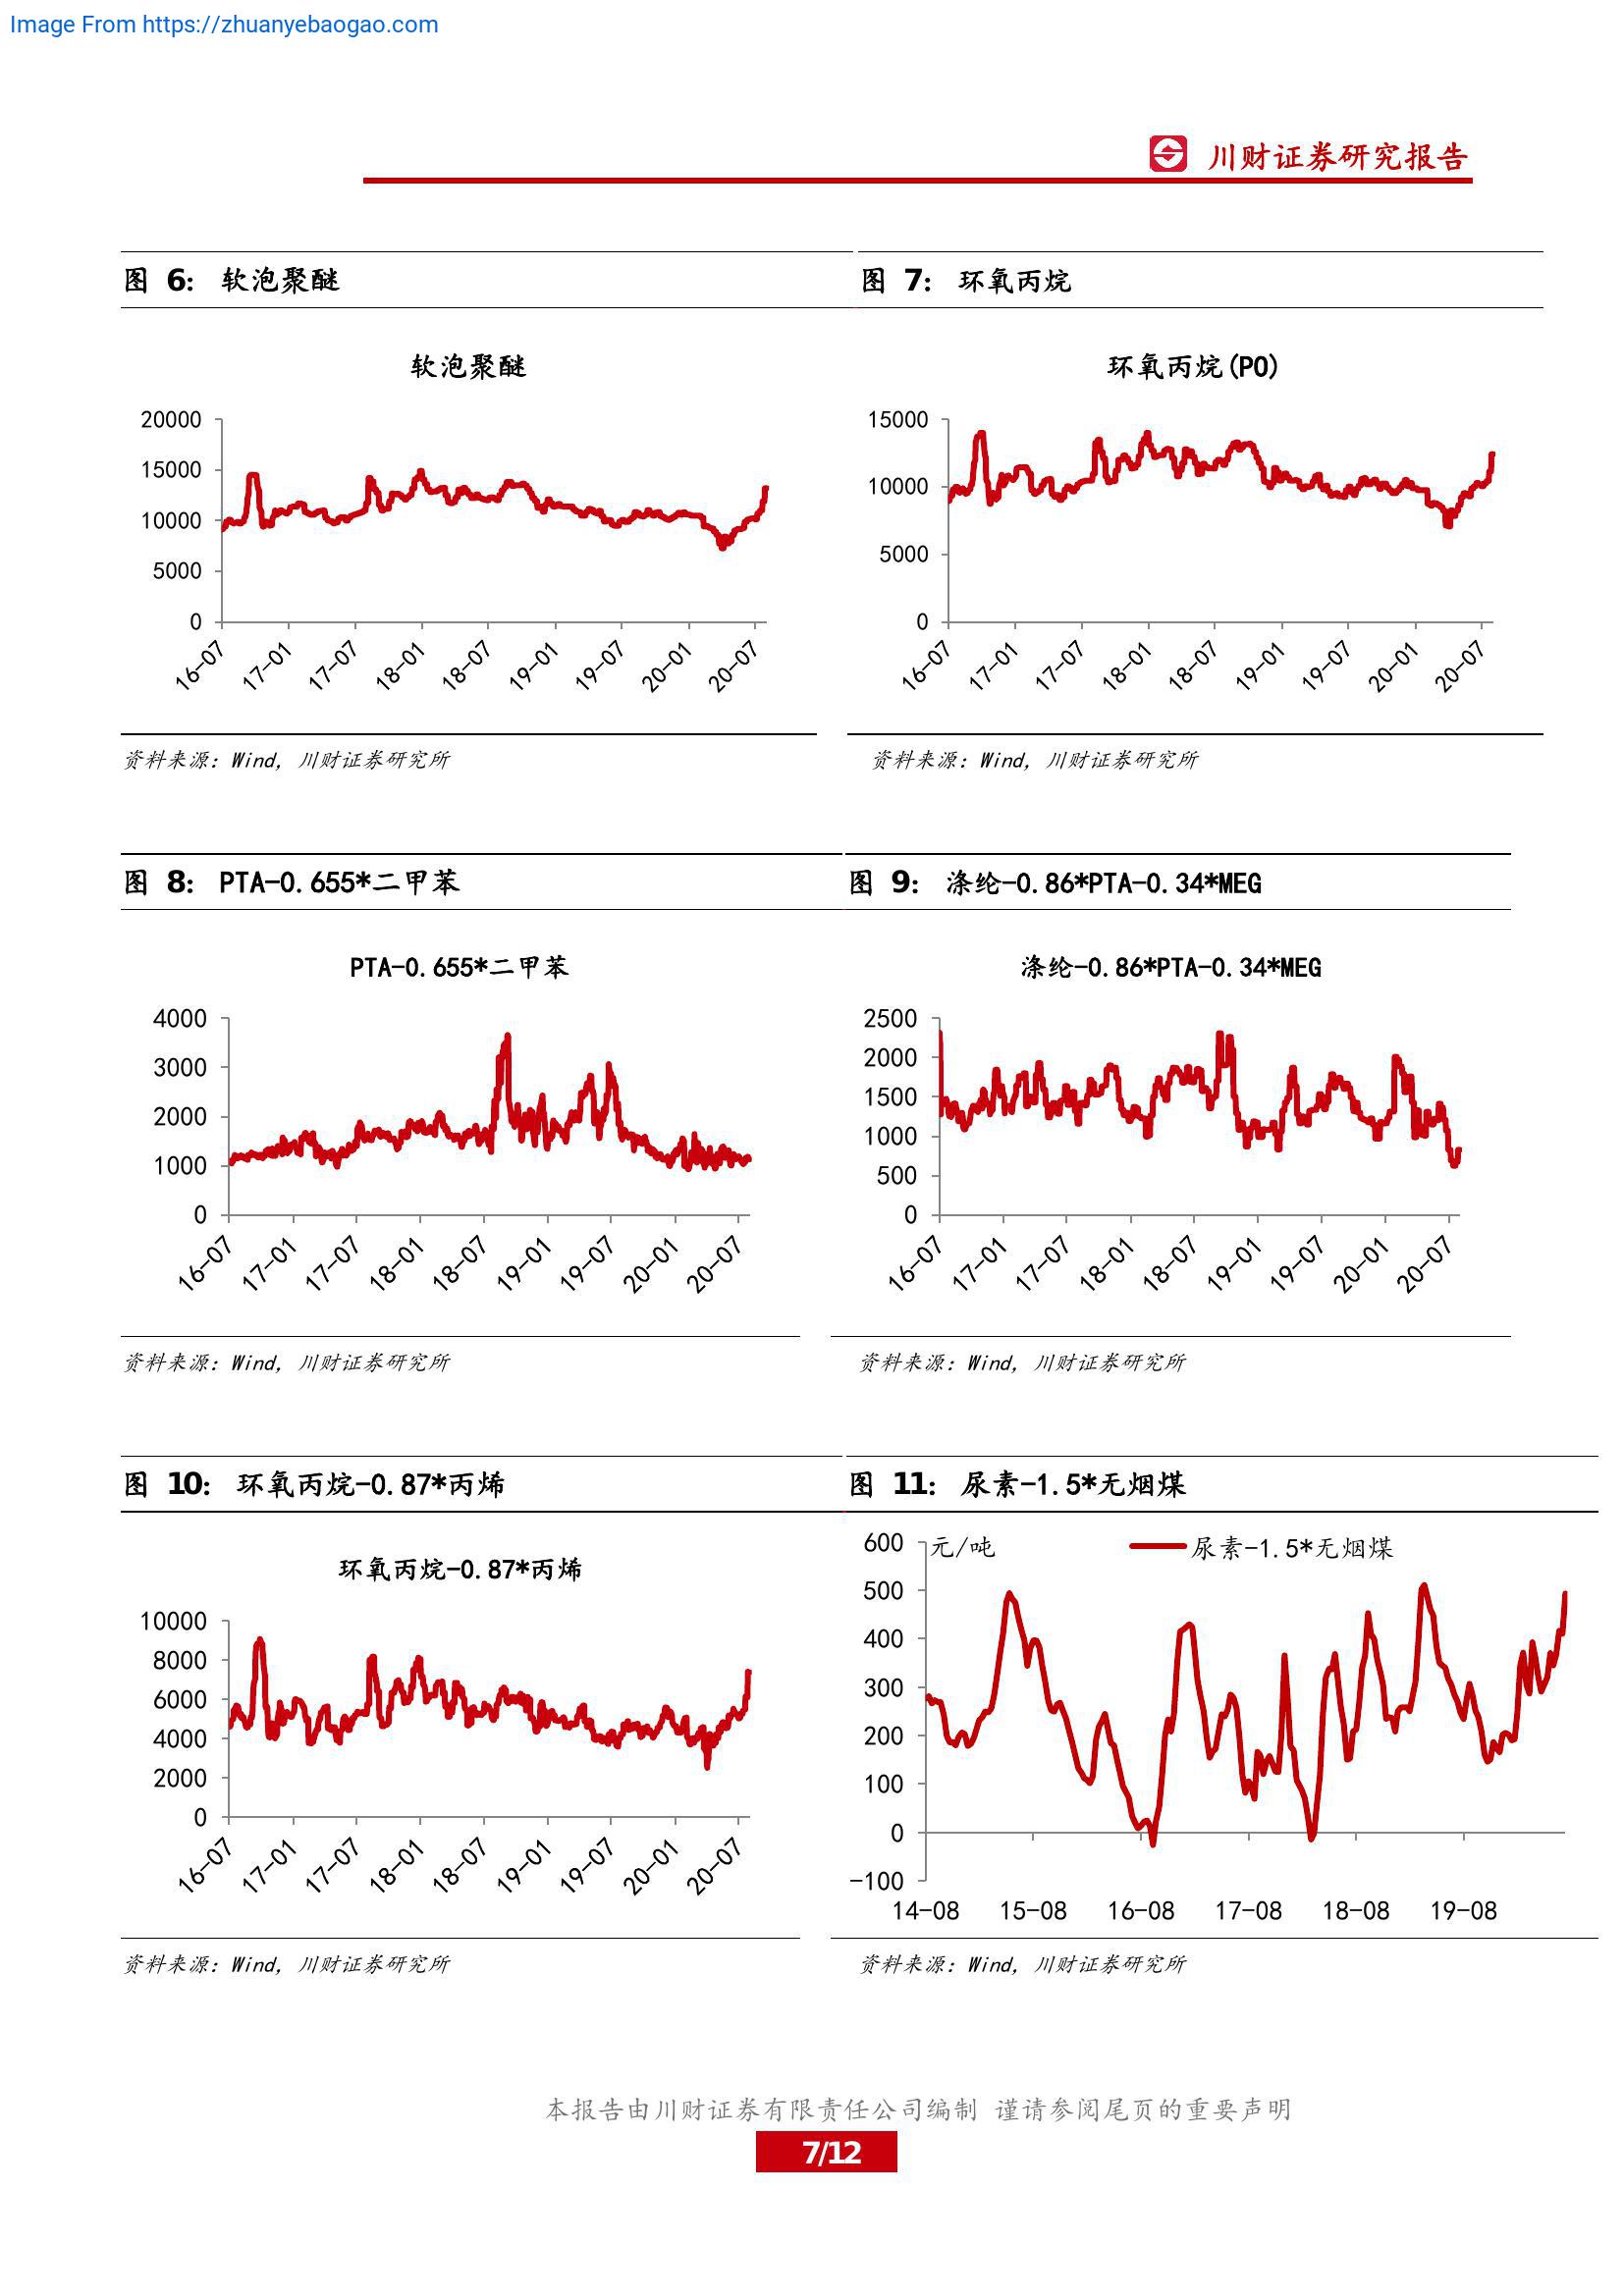 Image From https://zhuanyebaogao.com
川财证券研究报告
图 6： 软泡聚醚
图 7： 环氧丙烷
软泡聚醚
20000
15000
10000
5000
0
16-07 17-01 17-07 18-01 18-07 19-01 19-07 20-01 20-07
环氧丙烷(PO)
15000
10000
5000
0
16-07 17-01 17-07 18-01 18-07 19-01 19-07 20-01 20-07
资料来源：Wind, 川财证券研究所
资料来源：Wind, 川财证券研究所
图 8： PTA-0.655*二甲苯
图 9： 涤纶-0.86*PTA-0.34*MEG
PTA-0.655*二甲苯
4000
3000
2000
1000
0
16-07 17-01 17-07 18-01 18-07 19-01 19-07 20-01 20-07
涤纶-0.86*PTA-0.34*MEG
2500
2000
1500
1000
500
0
16-07 17-01 17-07 18-01 18-07 19-01 19-07 20-01 20-07
资料来源：Wind, 川财证券研究所
资料来源：Wind, 川财证券研究所
图 10： 环氧丙烷-0.87*丙烯
图 11： 尿素-1.5*无烟煤
环氧丙烷-0.87*丙烯
10000
8000
6000
4000
2000
0
16-07 17-01 17-07 18-01 18-07 19-01 19-07 20-01 20-07
元/吨
尿素-1.5*无烟煤
600
500
400
300
200
100
0
-100
14-08 15-08 16-08 17-08 18-08 19-08
资料来源：Wind, 川财证券研究所
资料来源：Wind, 川财证券研究所
本报告由川财证券有限责任公司编制 谨请参阅尾页的重要声明
7/12